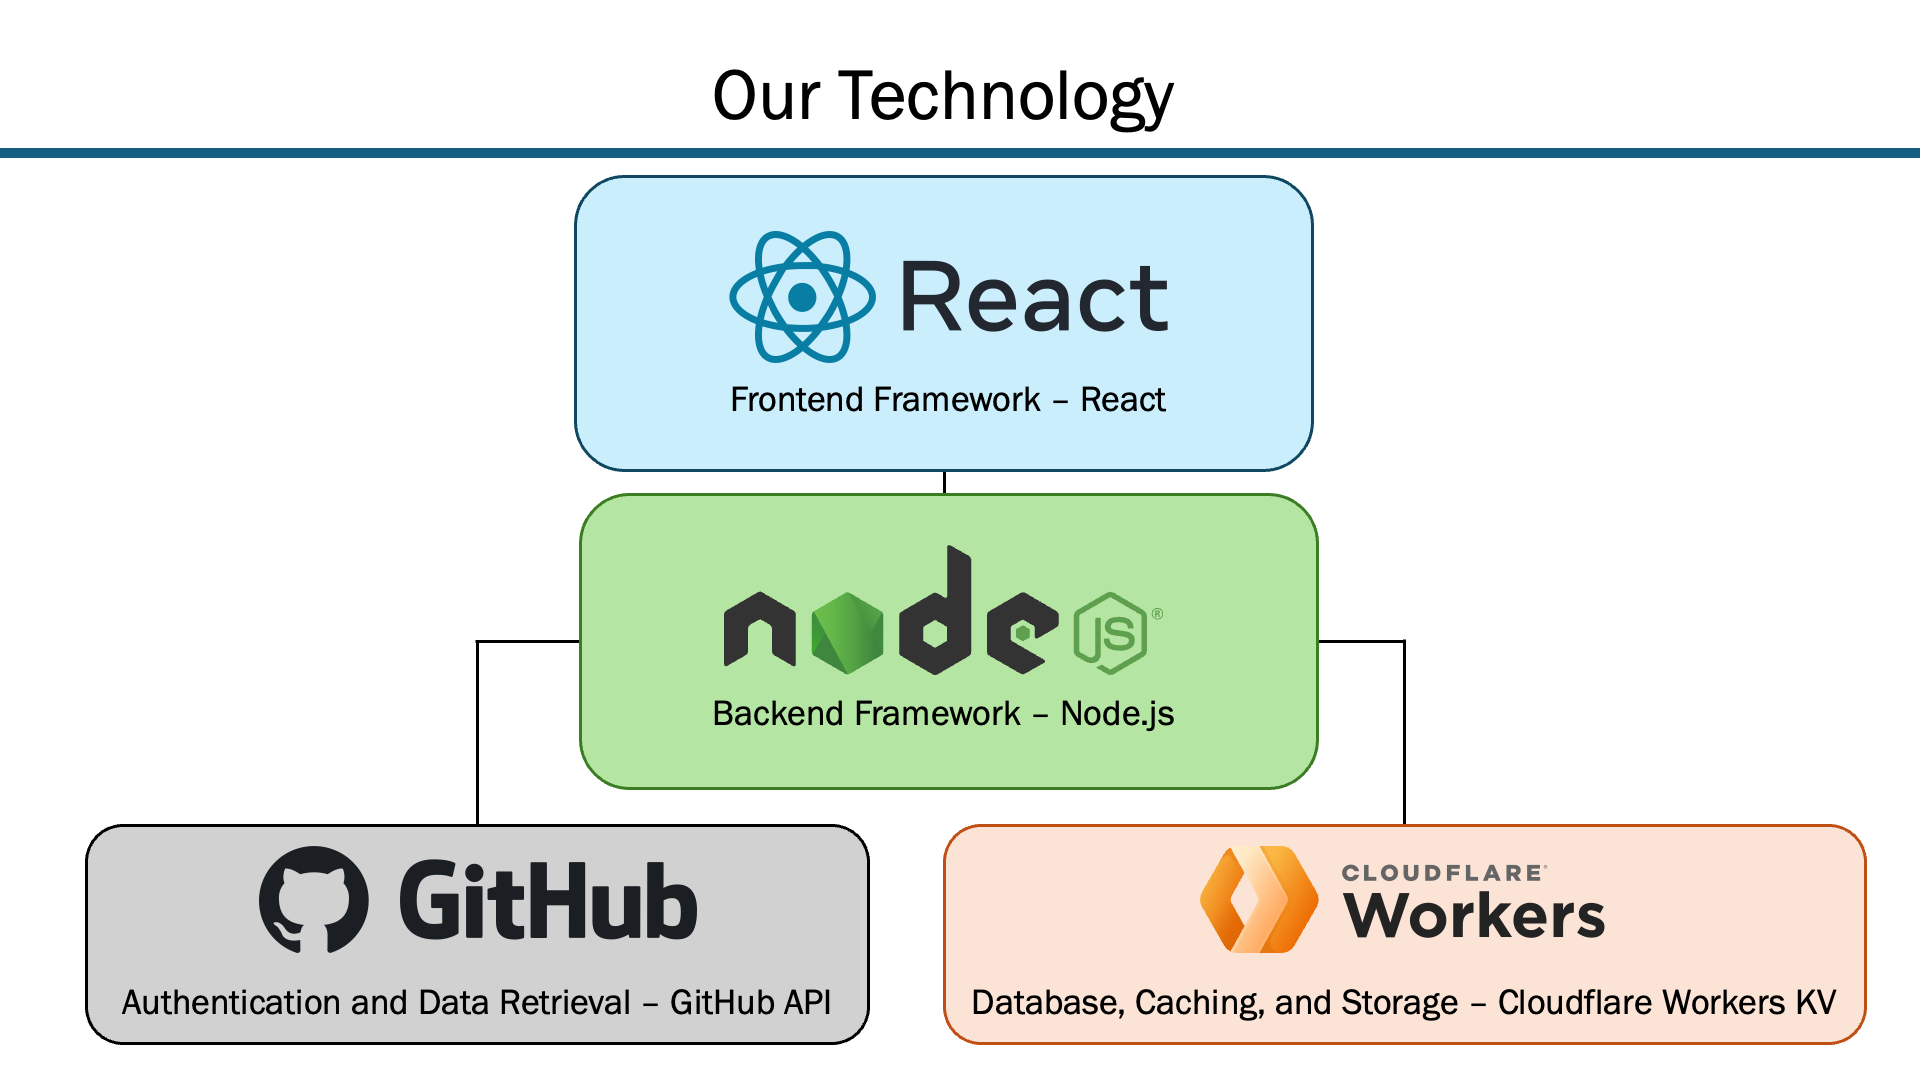 Our Technology
React
Frontend Framework – React
node JS ®
Backend Framework – Node.js
GitHub
Authentication and Data Retrieval – GitHub API
CLOUDFLARE
Workers
Database, Caching, and Storage – Cloudflare Workers KV